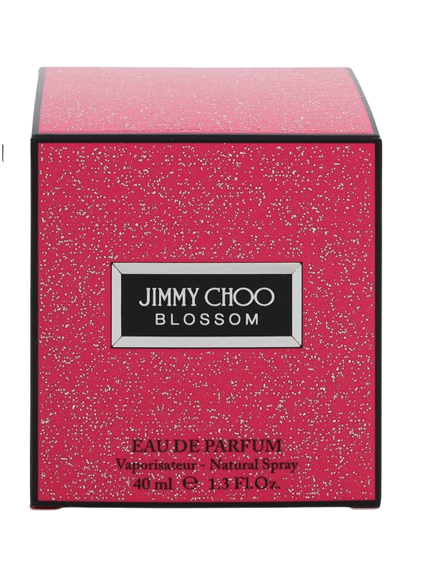 JIMMY CHOO
BLOSSOM
EAU DE PARFUM
Vaporisateur - Natural Spray
40 ml ℮ 1.3 Fl.Oz.